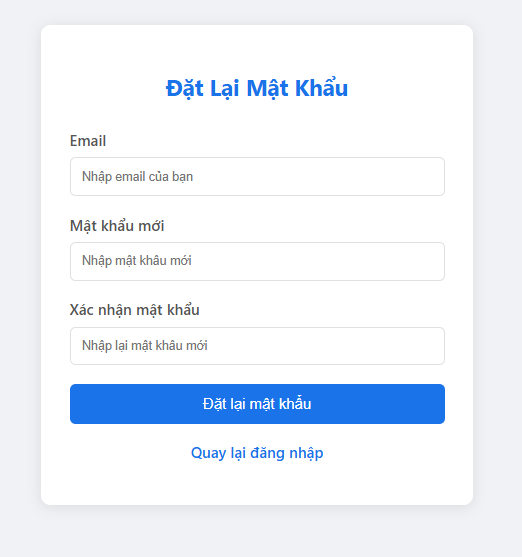 Đặt Lại Mật Khẩu
Email
Nhập email của bạn
Mật khẩu mới
Nhập mật khẩu mới
Xác nhận mật khẩu
Nhập lại mật khẩu mới
Đặt lại mật khẩu
Quay lại đăng nhập